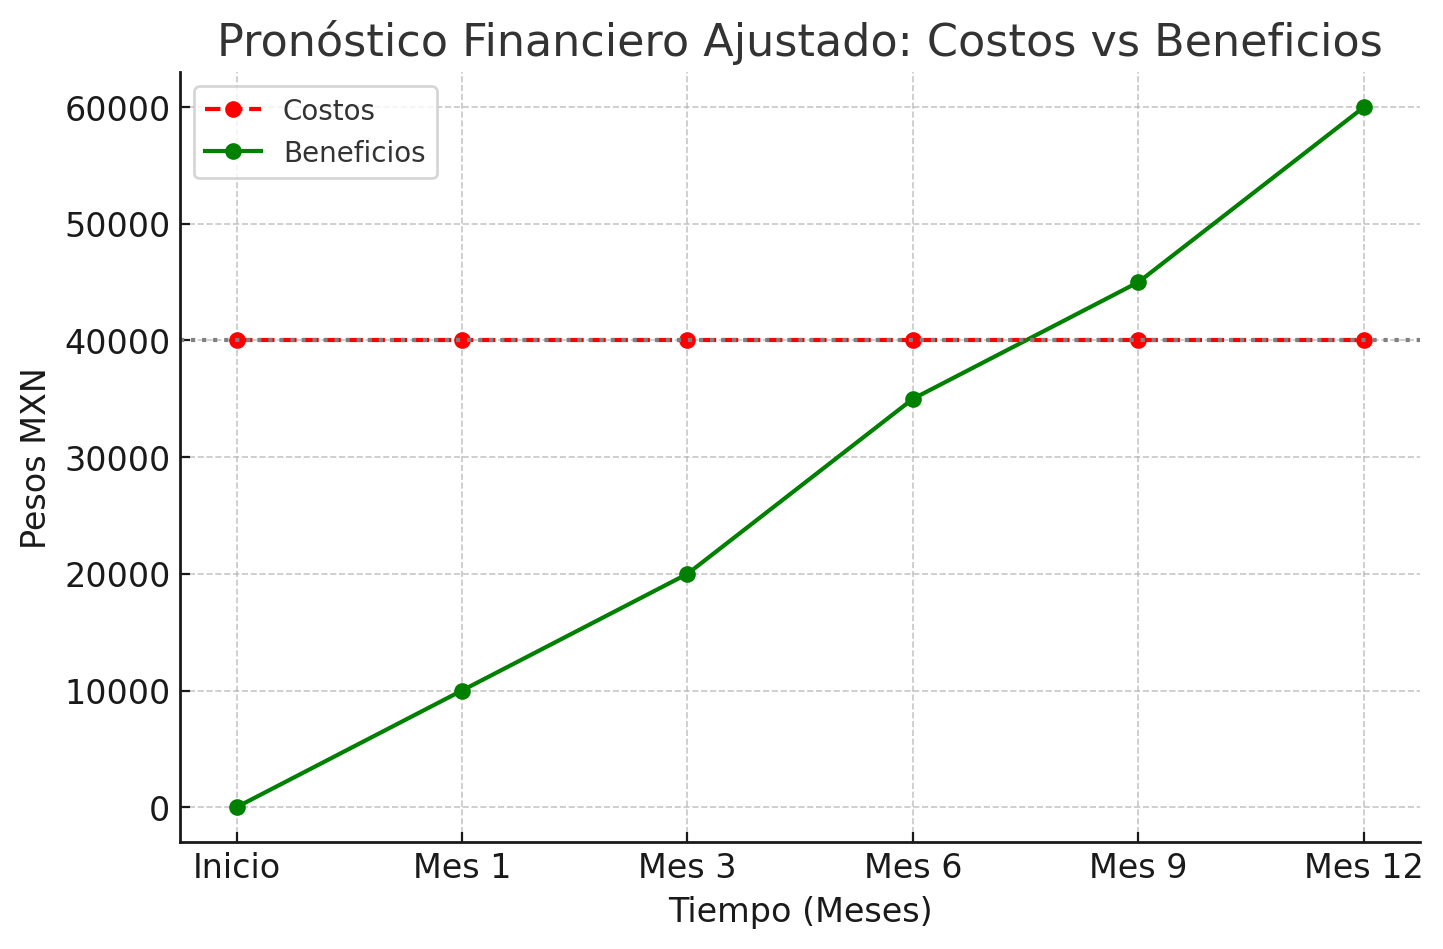 Pronóstico Financiero Ajustado: Costos vs Beneficios
Costos
Beneficios
60000
50000
40000
30000
20000
10000
0
Pesos MXN
Inicio Mes 1 Mes 3 Mes 6 Mes 9 Mes 12
Tiempo (Meses)